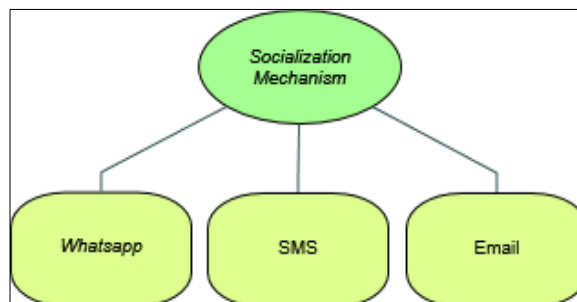 Socialization
Mechanism
Whatsapp
SMS
Email